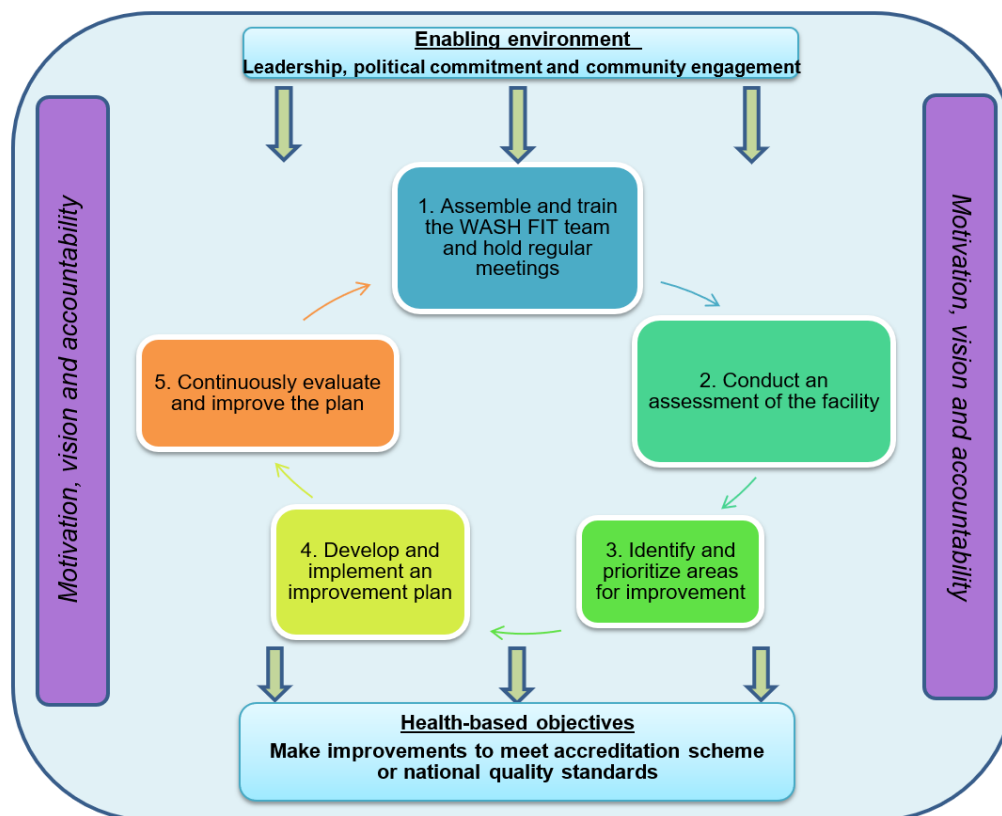 Enabling environment
Leadership, political commitment and community engagement
Motivation, vision and accountability
Motivation, vision and accountability
1. Assemble and train
the WASH FIT team
and hold regular
meetings
2. Conduct an
assessment of the facility
3. Identify and
prioritize areas
for improvement
4. Develop and
implement an
improvement plan
5. Continuously evaluate
and improve the plan
Health-based objectives
Make improvements to meet accreditation scheme
or national quality standards